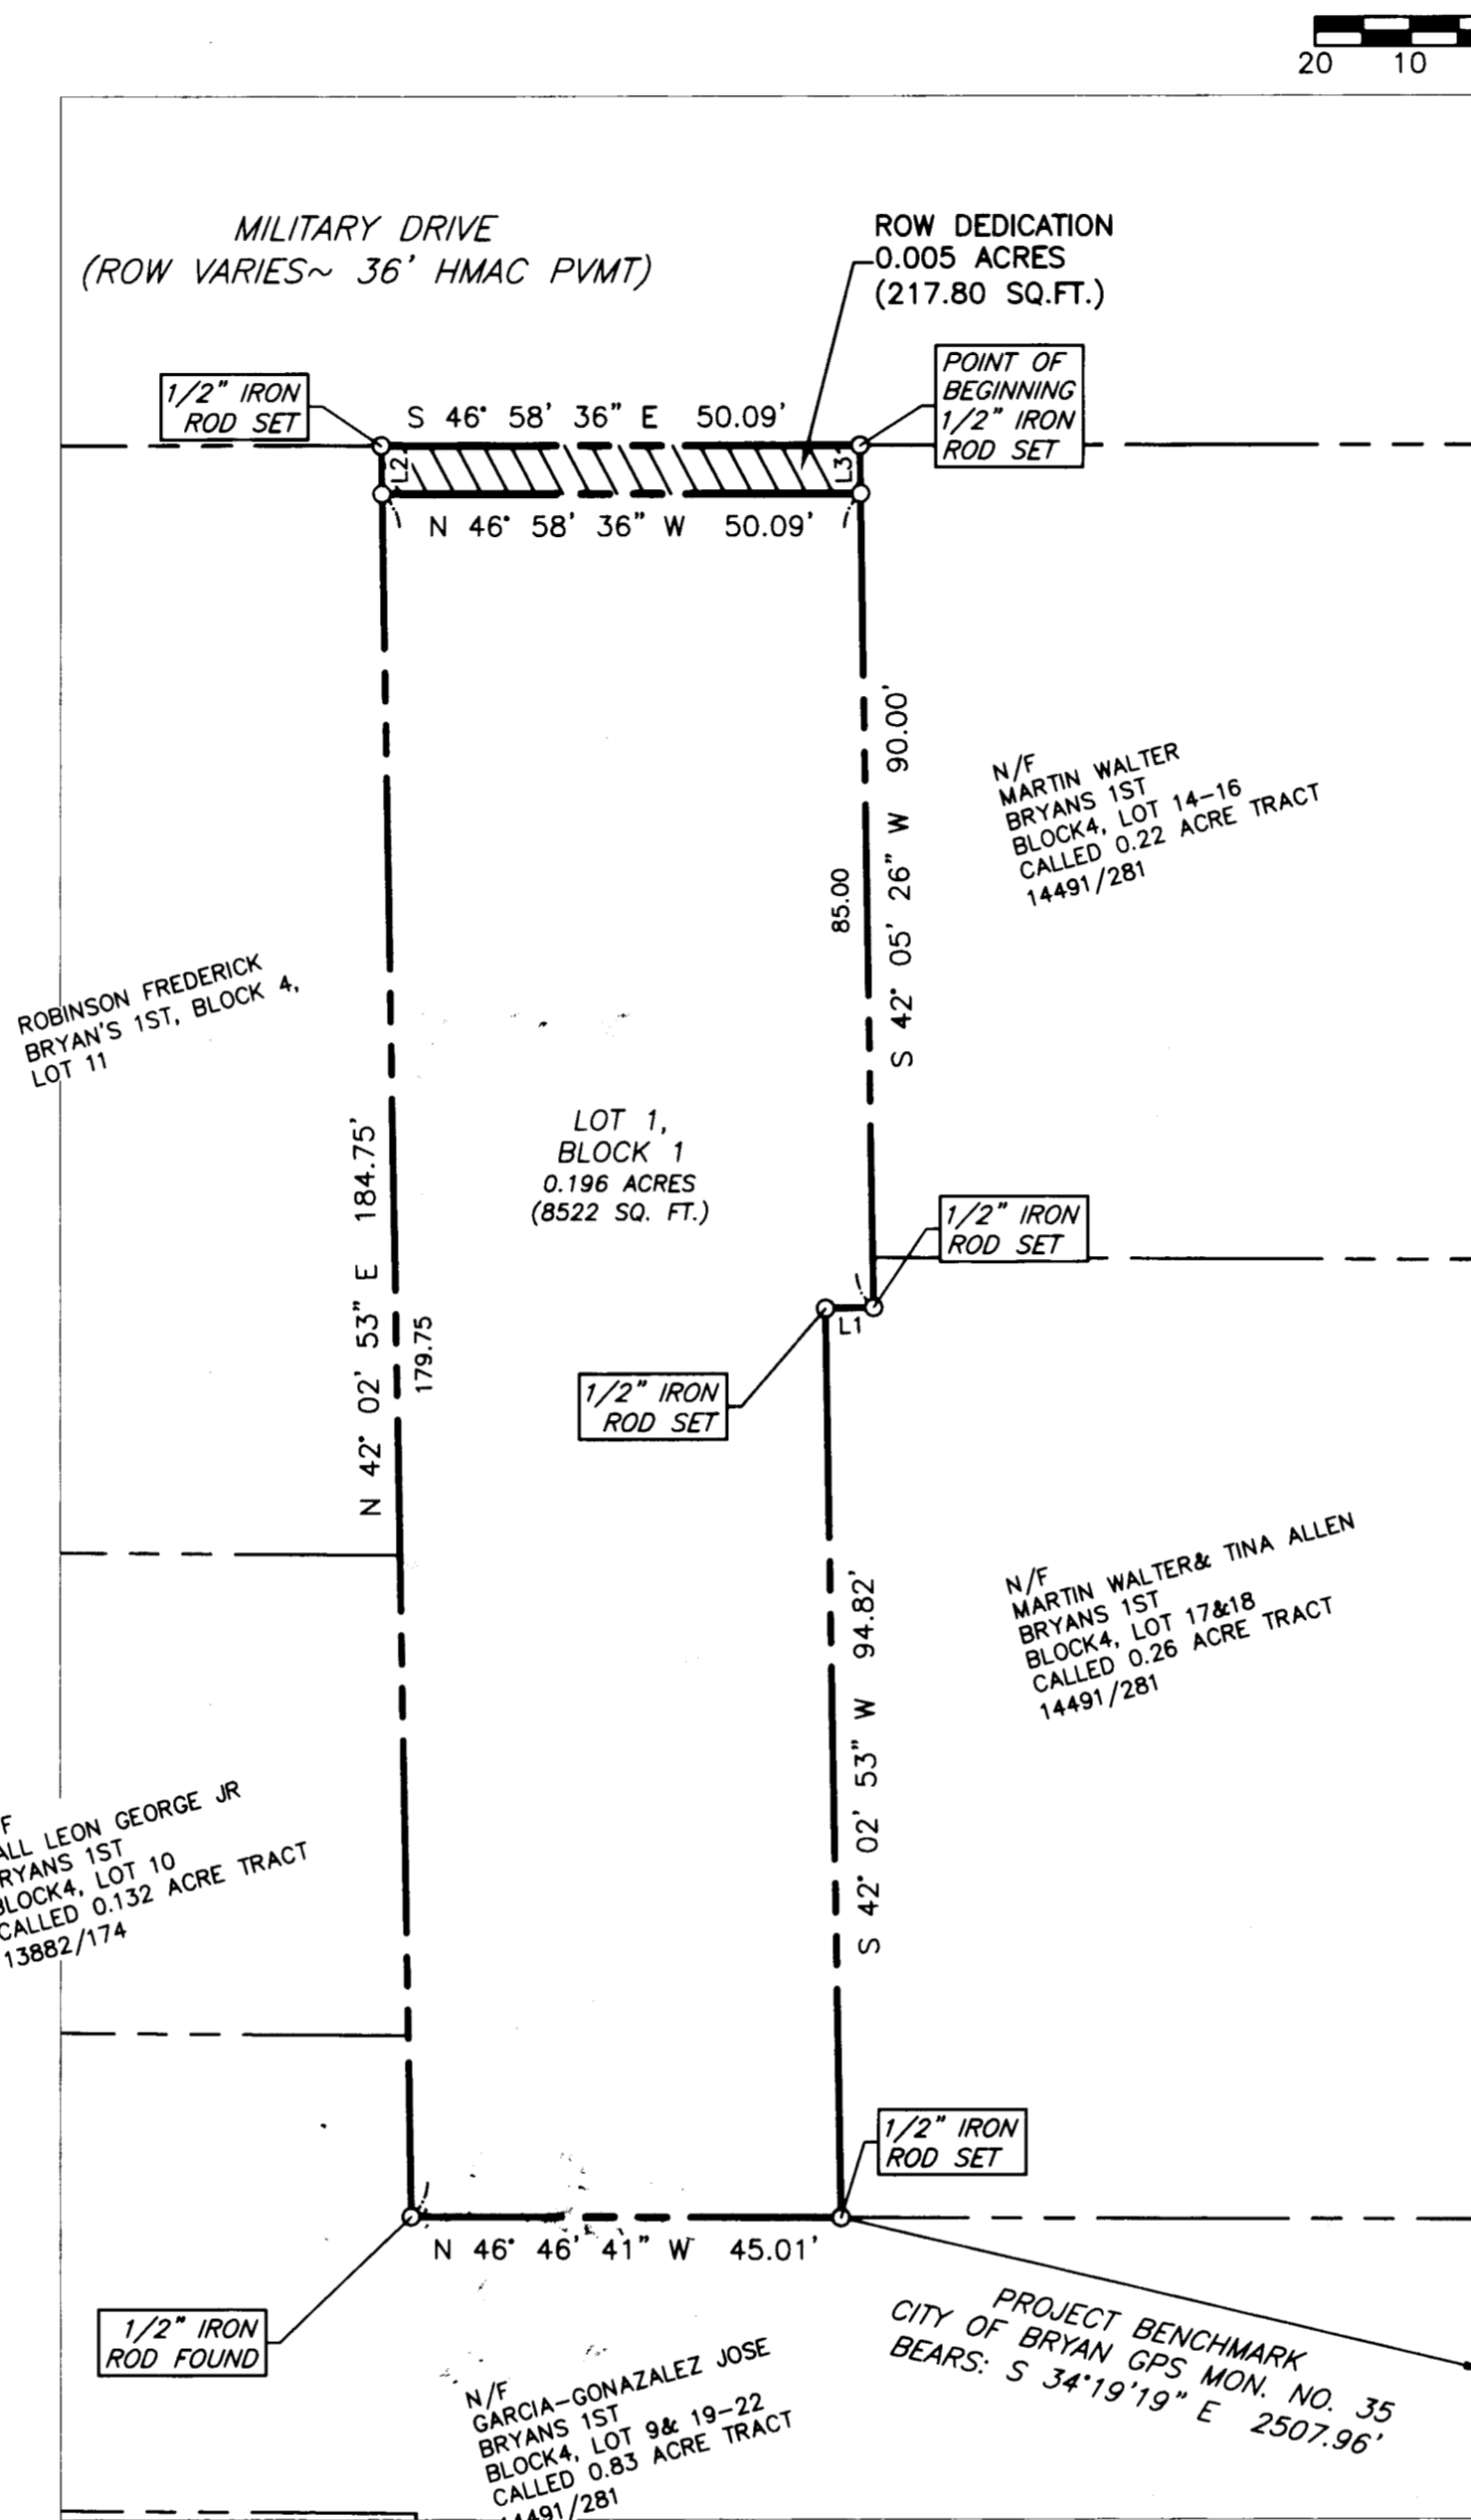 20 10
MILITARY DRIVE
(ROW VARIES~ 36' HMAC PVMT)
ROW DEDICATION
0.005 ACRES
(217.80 SQ.FT.)
1/2" IRON
ROD SET
POINT OF
BEGINNING
1/2" IRON
ROD SET
S 46° 58' 36" E 50.09'
L2
L3
N 46° 58' 36" W 50.09'
S 42° 05' 26" W 90.00'
85.00
N/F
MARTIN WALTER
BRYANS 1ST
BLOCK4, LOT 14-16
CALLED 0.22 ACRE TRACT
14491/281
ROBINSON FREDERICK
BRYAN'S 1ST, BLOCK 4,
LOT 11
LOT 1,
BLOCK 1
0.196 ACRES
(8522 SQ. FT.)
N 42° 02' 53" E 184.75'
179.75
1/2" IRON
ROD SET
L1
1/2" IRON
ROD SET
N/F
MARTIN WALTER& TINA ALLEN
BRYANS 1ST
BLOCK4, LOT 17&18
CALLED 0.26 ACRE TRACT
14491/281
S 42° 02' 53" W 94.82'
F
ALL LEON GEORGE JR
RYANS 1ST
BLOCK4, LOT 10
CALLED 0.132 ACRE TRACT
13882/174
1/2" IRON
ROD SET
N 46° 46' 41" W 45.01'
1/2" IRON
ROD FOUND
PROJECT BENCHMARK
CITY OF BRYAN GPS MON. NO. 35
BEARS: S 34°19'19" E 2507.96'
N/F
GARCIA-GONAZALEZ JOSE
BRYANS 1ST
BLOCK4, LOT 9& 19-22
CALLED 0.83 ACRE TRACT
14491/281